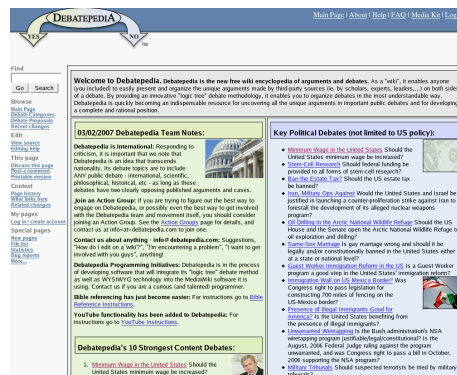 Main Page | About | Help | FAQ | Media Kit | Log
DEBATEPEDIA
YES
NO
TM
Find
Go Search
Browse
Main Page
Debate Categories
Debate Proposals
Recent changes
Edit
View source
Editing help
This page
Discuss this page
Post a comment
Printable version
Context
Page history
What links here
Related changes
My pages
Log in / create account
Special pages
New pages
File list
Statistics
Bug reports
More...
Welcome to Debatepedia. Debatepedia is the new free wiki encyclopedia of arguments and debates. As a "wiki", it enables anyone
(you included) to easily present and organize the unique arguments made by third-party sources (ie. by scholars, experts, leaders,...) on both sides
of a debate. By providing an innovative "logic tree" debate methodology, it enables you to organize debates in the most understandable way.
Debatepedia is quickly becoming an indispensable resource for uncovering all the unique arguments in important public debates and for developing
a complete and rational position.
03/02/2007 Debatepedia Team Notes:
Debatepedia is International: Responding to
criticism, it is important that we note that
Debatepedia is an idea that transcends
nationality. Its debate topics are to include
ANY public debate - international, scientific,
philosophical, historical, etc - as long as these
debates have two clearly opposed published arguments and cases.
Join an Action Group: If you are trying to figure out the best way to
engage on Debatepedia, or possibly even the best way to get involved
with the Debatepedia team and movement itself, you should consider
joining an Action Group. See the Action Groups page for details, and
contact us at info<at>debatepedia.com to join one.
Contact us about anything - info@debatepedia.com: Suggestions,
"How do I edit on a wiki?", "I'm encountering a problem", "I want to get
involved with you guys", anything!
Debatepedia Programming Initiatives: Debatepedia is in the process
of developing software that will integrate its "logic tree" debate method
as well as WYSIWYG technology into the MediaWiki software it is
using. Contact us if you are a curious (and talented) programmer.
Bible referencing has just become easier: For instructions go to Bible
Reference Instructions.
YouTube functionality has been added to Debatepedia: For
instructions go to YouTube Instructions.
Debatepedia's 10 Strongest Content Debates:
1. Minimum Wage in the United States Should the
United States minimum wage be increased?
Key Political Debates (not limited to US policy):
Minimum Wage in the United States Should the
United States minimum wage be increased?
Stem-Cell Research Should federal funding be
provided to all forms of stem-cell research?
Ban the Estate Tax? Should the US estate tax
be banned?
Iran, Military Ops Against Would the United States and Israel be
justified in launching a counter-proliferation strike against Iran to
forestall the development of its alleged nuclear weapons
program?
Oil Drilling in the Arctic National Wildlife Refuge Should the US
House and the Senate open the Arctic National Wildlife Refuge t
oil exploration and drilling?
Same-Sex Marriage Is gay marriage wrong and should it be
legally and/or constitutionally banned in the United States either
at a state or national level?
Guest Worker Immigration Reform in the US Is a Guest Worker
program a good step in the United States' immigration reform?
Immigration Wall on US Mexico Border? Was
Congress right to pass legislation for
constructing 700 miles of fencing on the
US-Mexico border?
Presence of Illegal Immigrants Good for
America? Is the United States benefiting from
the presence of illegal immigrants?
Unwarranted Wiretapping Is the Bush administration's NSA
wiretapping program justifiable/legal/constitutional? Is the
August, 2006 Federal judge ruling against the program
unwarranted, and was Congress right to pass a bill in October,
2006 supporting the NSA program?
Military Tribunals Should suspected terrorists be tried by military
tribunals?